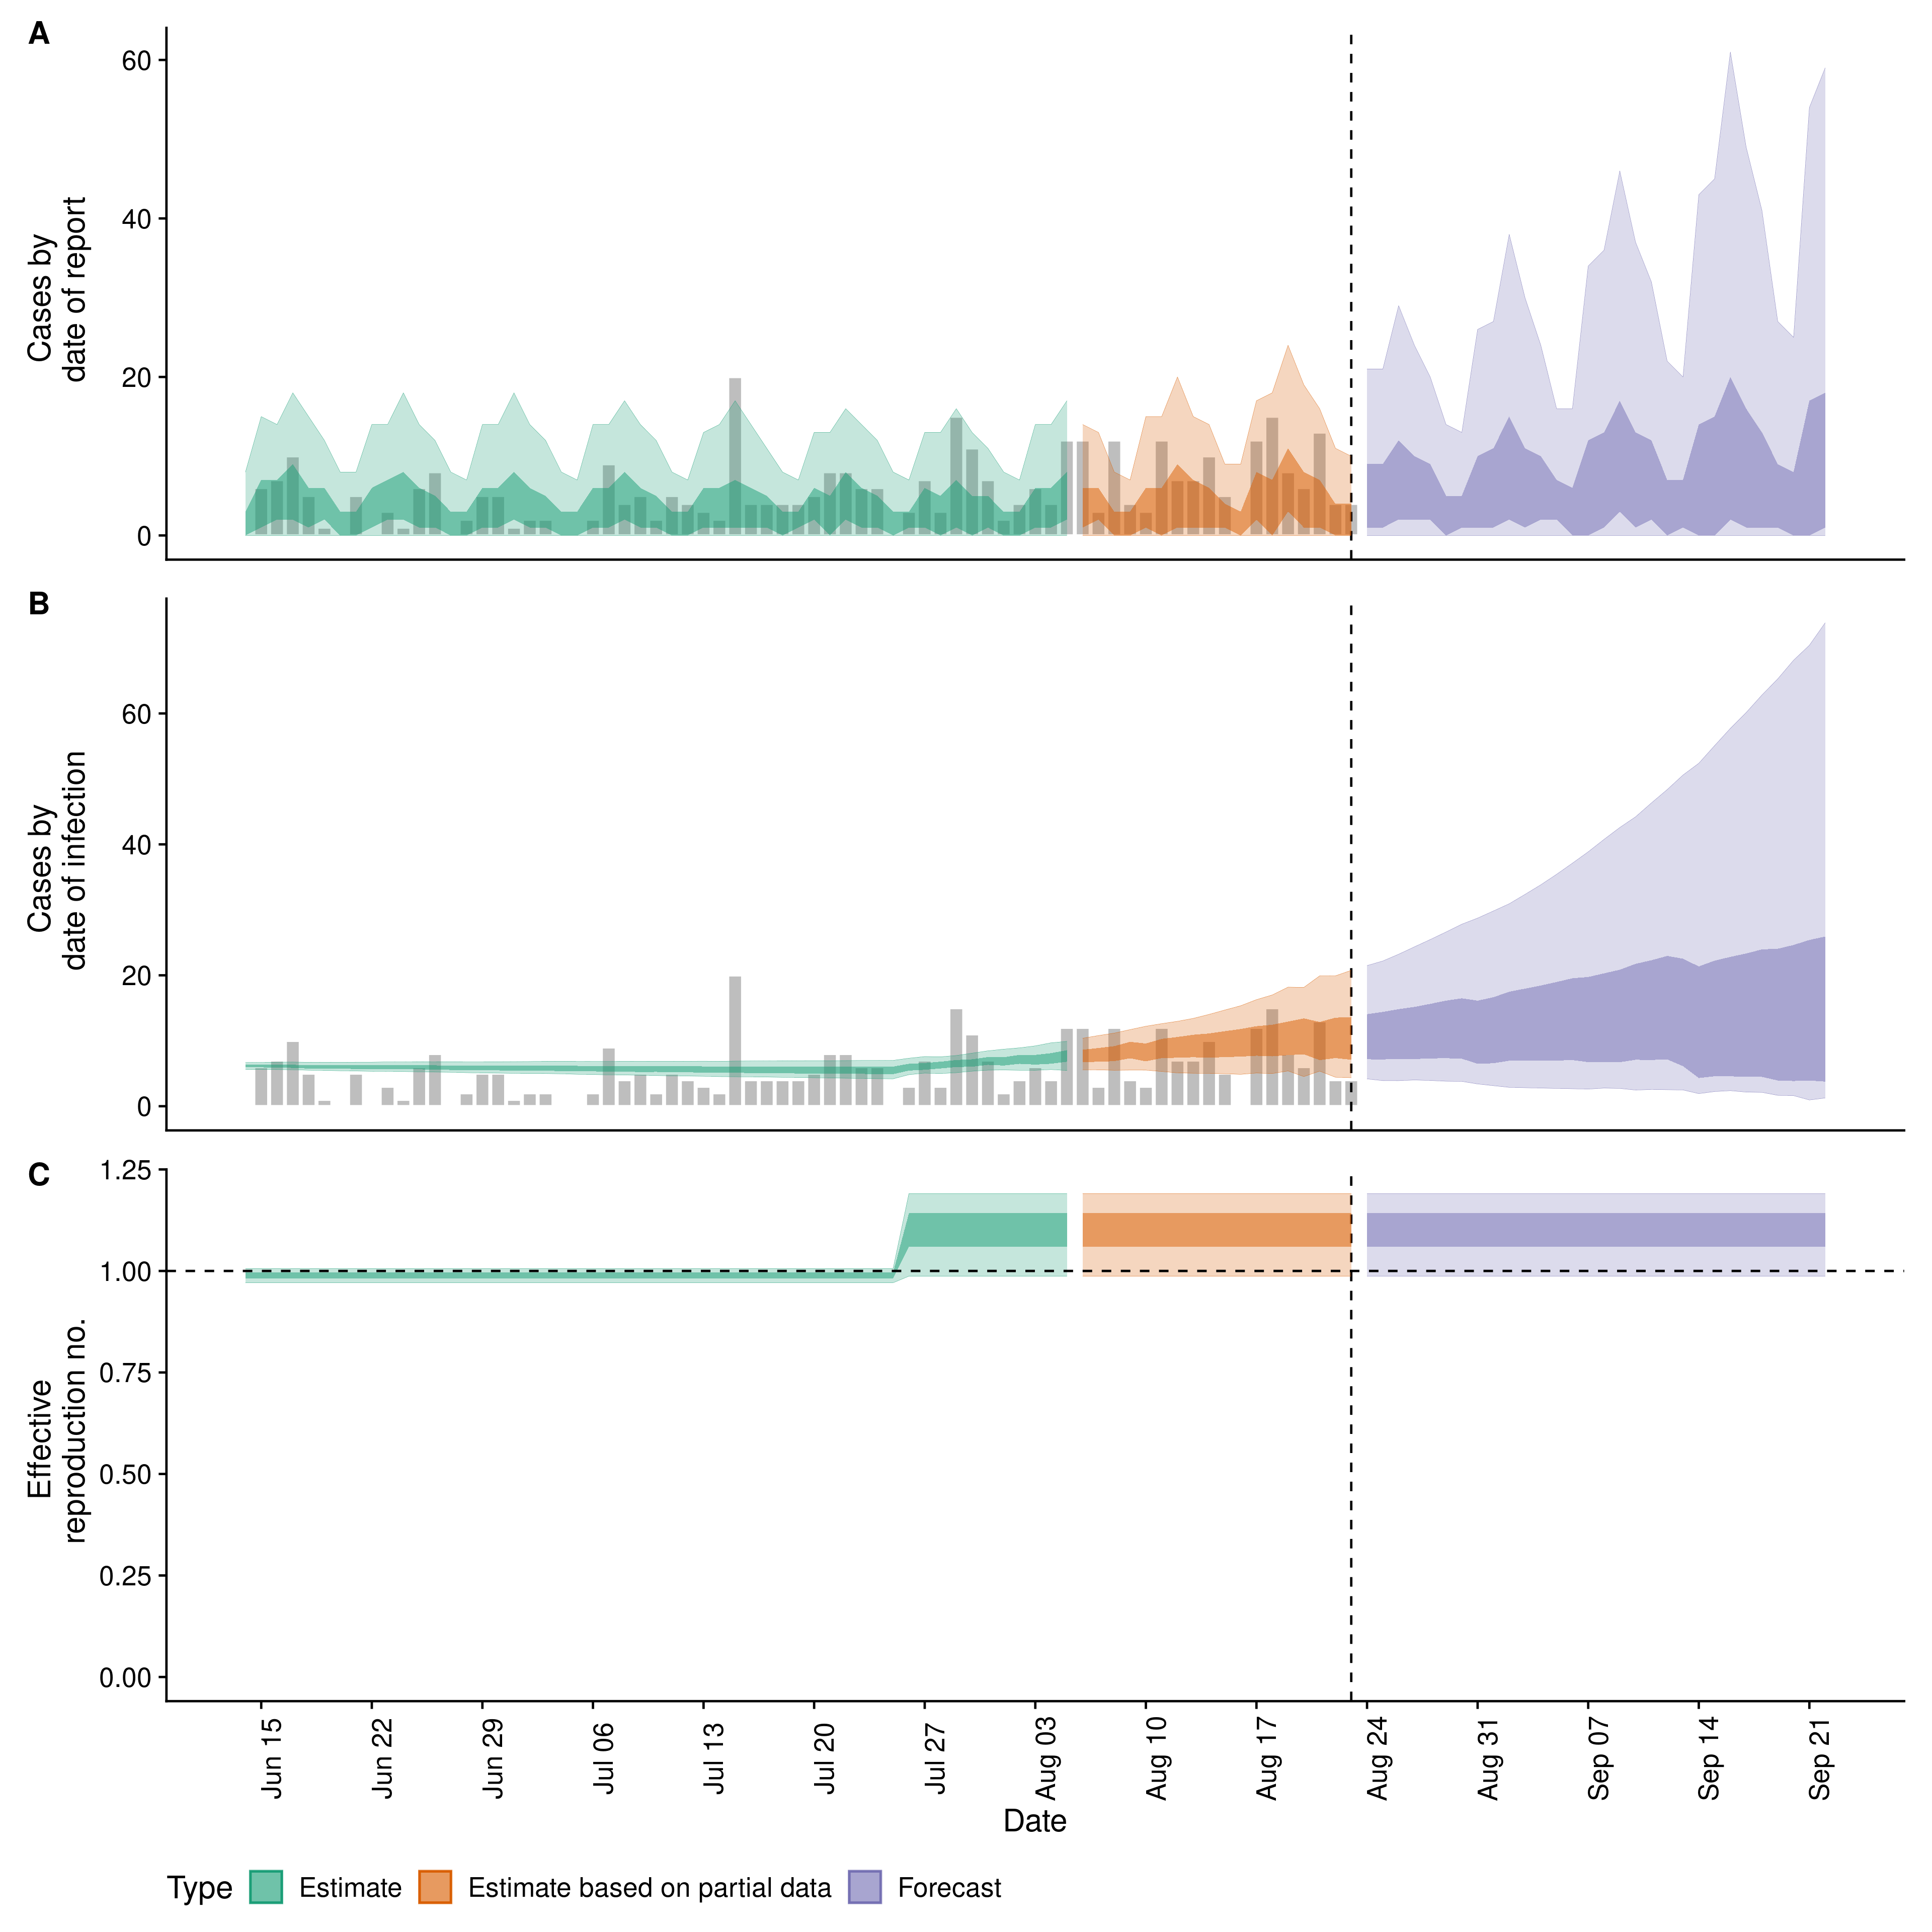 A
60
40
20
0
Cases by
date of report
B
60
40
20
0
Cases by
date of infection
C
1.25
1.00
0.75
0.50
0.25
0.00
Effective
reproduction no.
Jun 15
Jun 22
Jun 29
Jul 06
Jul 13
Jul 20
Jul 27
Aug 03
Aug 10
Aug 17
Aug 24
Aug 31
Sep 07
Sep 14
Sep 21
Date
Type Estimate Estimate based on partial data Forecast